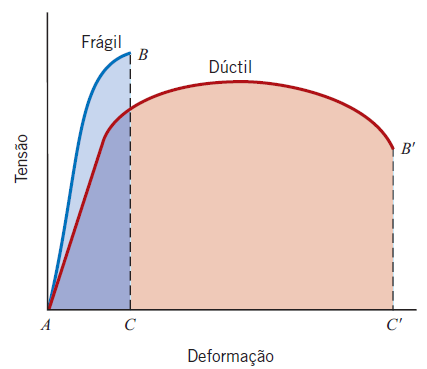 Frágil
B
Dúctil
B'
Tensão
A
C
C'
Deformação